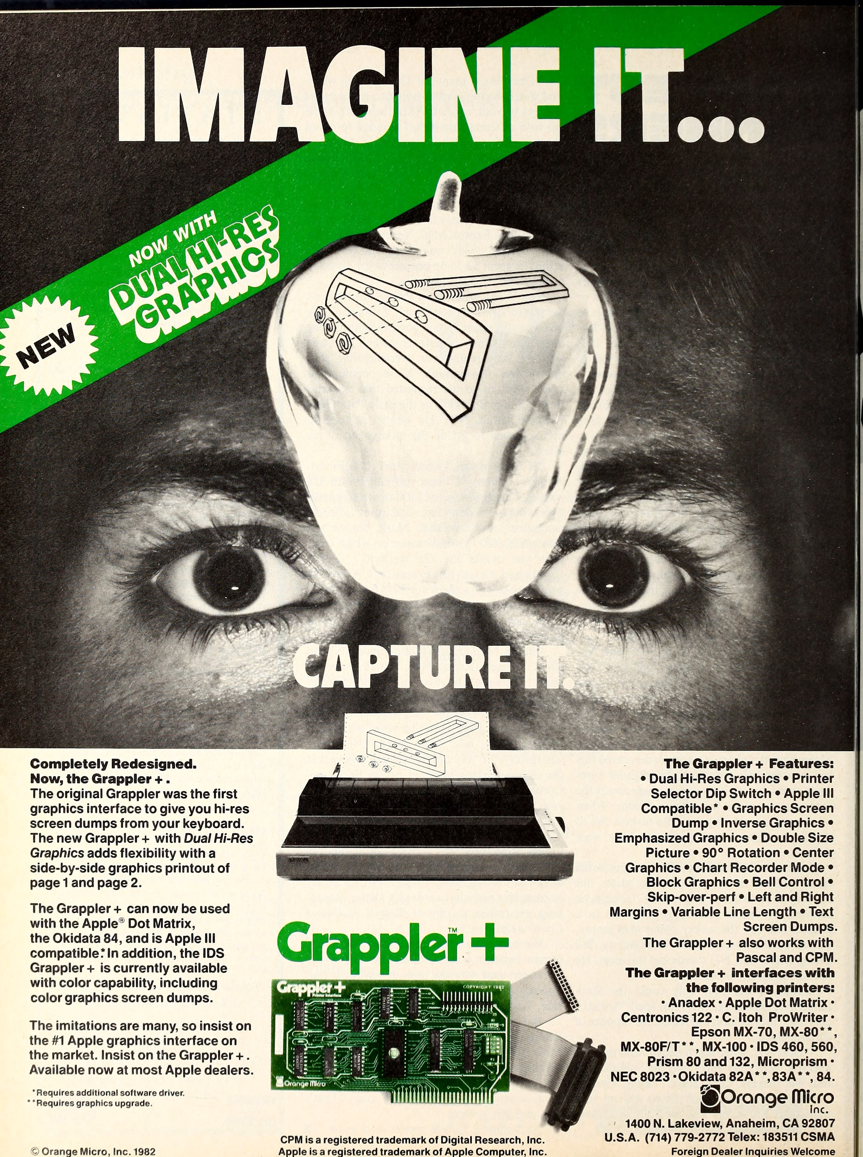 IMAGINE IT...
NOW WITH
DUAL HI-RES
GRAPHICS
NEW
CAPTURE IT.
Completely Redesigned.
Now, the Grappler +.
The original Grappler was the first
graphics interface to give you hi-res
screen dumps from your keyboard.
The new Grappler + with Dual Hi-Res
Graphics adds flexibility with a
side-by-side graphics printout of
page 1 and page 2.
The Grappler + can now be used
with the Apple® Dot Matrix,
the Okidata 84, and is Apple III
compatible.* In addition, the IDS
Grappler + is currently available
with color capability, including
color graphics screen dumps.
The imitations are many, so insist on
the #1 Apple graphics interface on
the market. Insist on the Grappler +.
Available now at most Apple dealers.
*Requires additional software driver.
**Requires graphics upgrade.
© Orange Micro, Inc. 1982
Grappler+™
Grappler+
Printer Interface
COPYRIGHT 1982
Orange Micro
CPM is a registered trademark of Digital Research, Inc.
Apple is a registered trademark of Apple Computer, Inc.
The Grappler + Features:
• Dual Hi-Res Graphics • Printer
Selector Dip Switch • Apple III
Compatible* • Graphics Screen
Dump • Inverse Graphics •
Emphasized Graphics • Double Size
Picture • 90° Rotation • Center
Graphics • Chart Recorder Mode •
Block Graphics • Bell Control •
Skip-over-perf • Left and Right
Margins • Variable Line Length • Text
Screen Dumps.
The Grappler + also works with
Pascal and CPM.
The Grappler + interfaces with
the following printers:
• Anadex • Apple Dot Matrix •
Centronics 122 • C. Itoh ProWriter •
Epson MX-70, MX-80**,
MX-80F/T**, MX-100 • IDS 460, 560,
Prism 80 and 132, Microprism •
NEC 8023 • Okidata 82A**, 83A**, 84.
Orange Micro
Inc.
1400 N. Lakeview, Anaheim, CA 92807
U.S.A. (714) 779-2772 Telex: 183511 CSMA
Foreign Dealer Inquiries Welcome